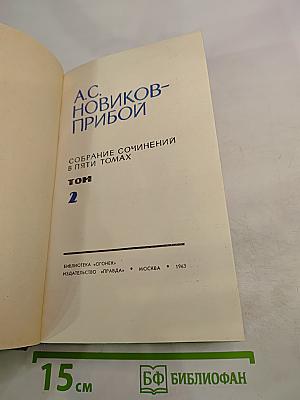 А.С.
НОВИКОВ-
ПРИБОЙ
СОБРАНИЕ СОЧИНЕНИЙ
В ПЯТИ ТОМАХ
ТОМ
2
БИБЛИОТЕКА «ОГОНЕК»
ИЗДАТЕЛЬСТВО «ПРАВДА» • МОСКВА • 1963
15 см
БФ БИБЛИОФАН